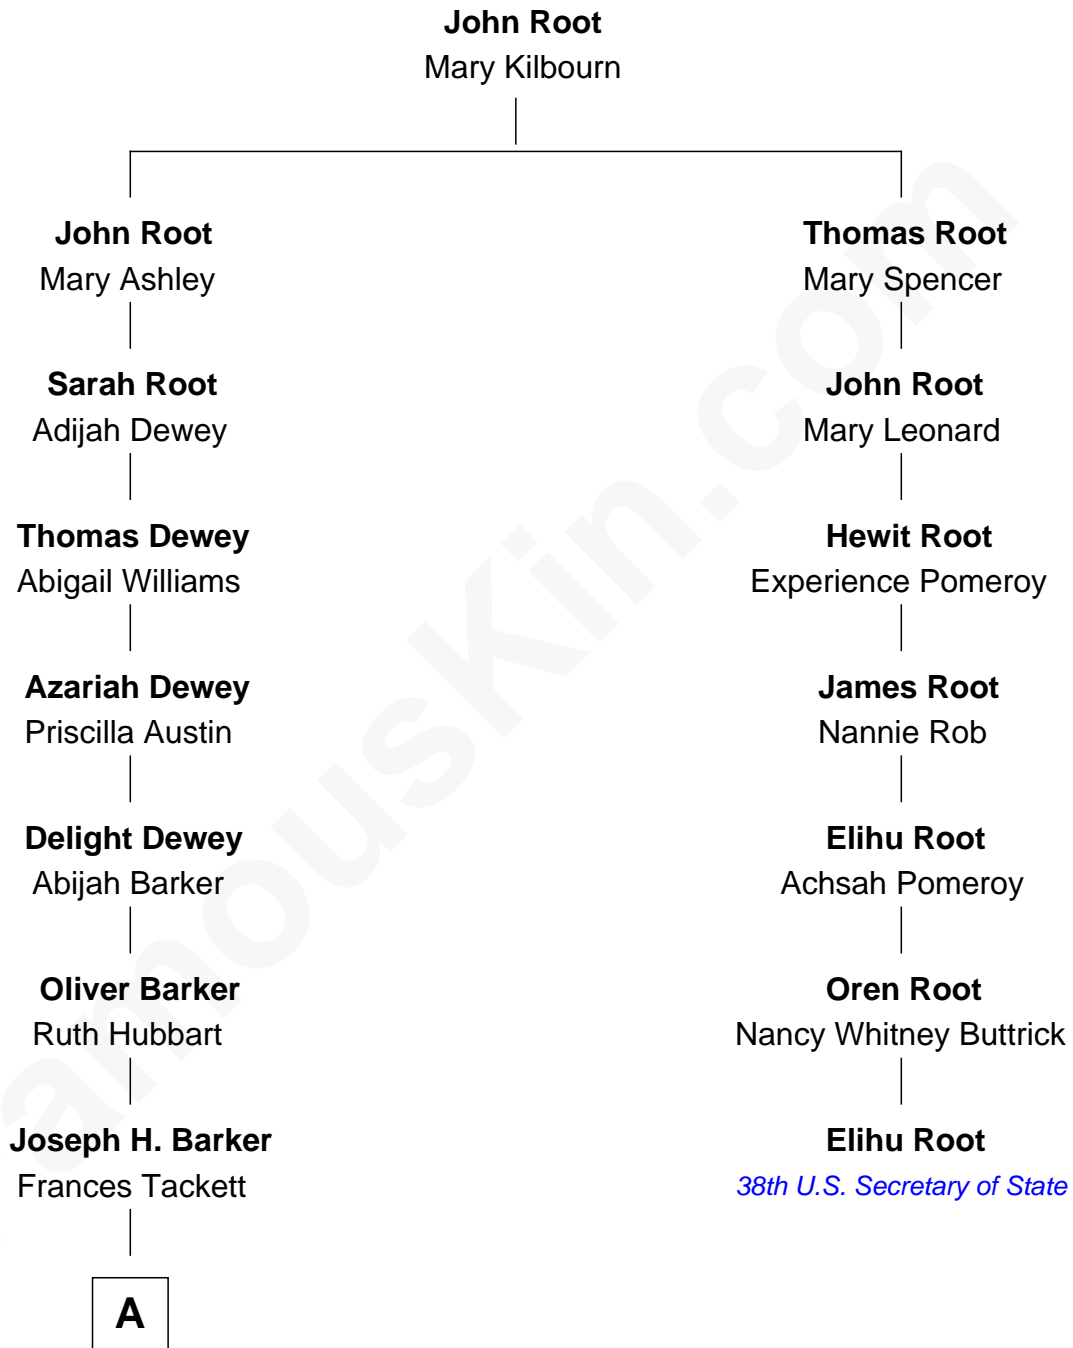 John Root
Mary Kilbourn
John Root
Mary Ashley
Thomas Root
Mary Spencer
Sarah Root
Adijah Dewey
John Root
Mary Leonard
Thomas Dewey
Abigail Williams
Hewit Root
Experience Pomeroy
Azariah Dewey
Priscilla Austin
James Root
Nannie Rob
Delight Dewey
Abijah Barker
Elihu Root
Achsah Pomeroy
Oliver Barker
Ruth Hubbart
Oren Root
Nancy Whitney Buttrick
Joseph H. Barker
Frances Tackett
Elihu Root
38th U.S. Secretary of State
A
amouskin.com